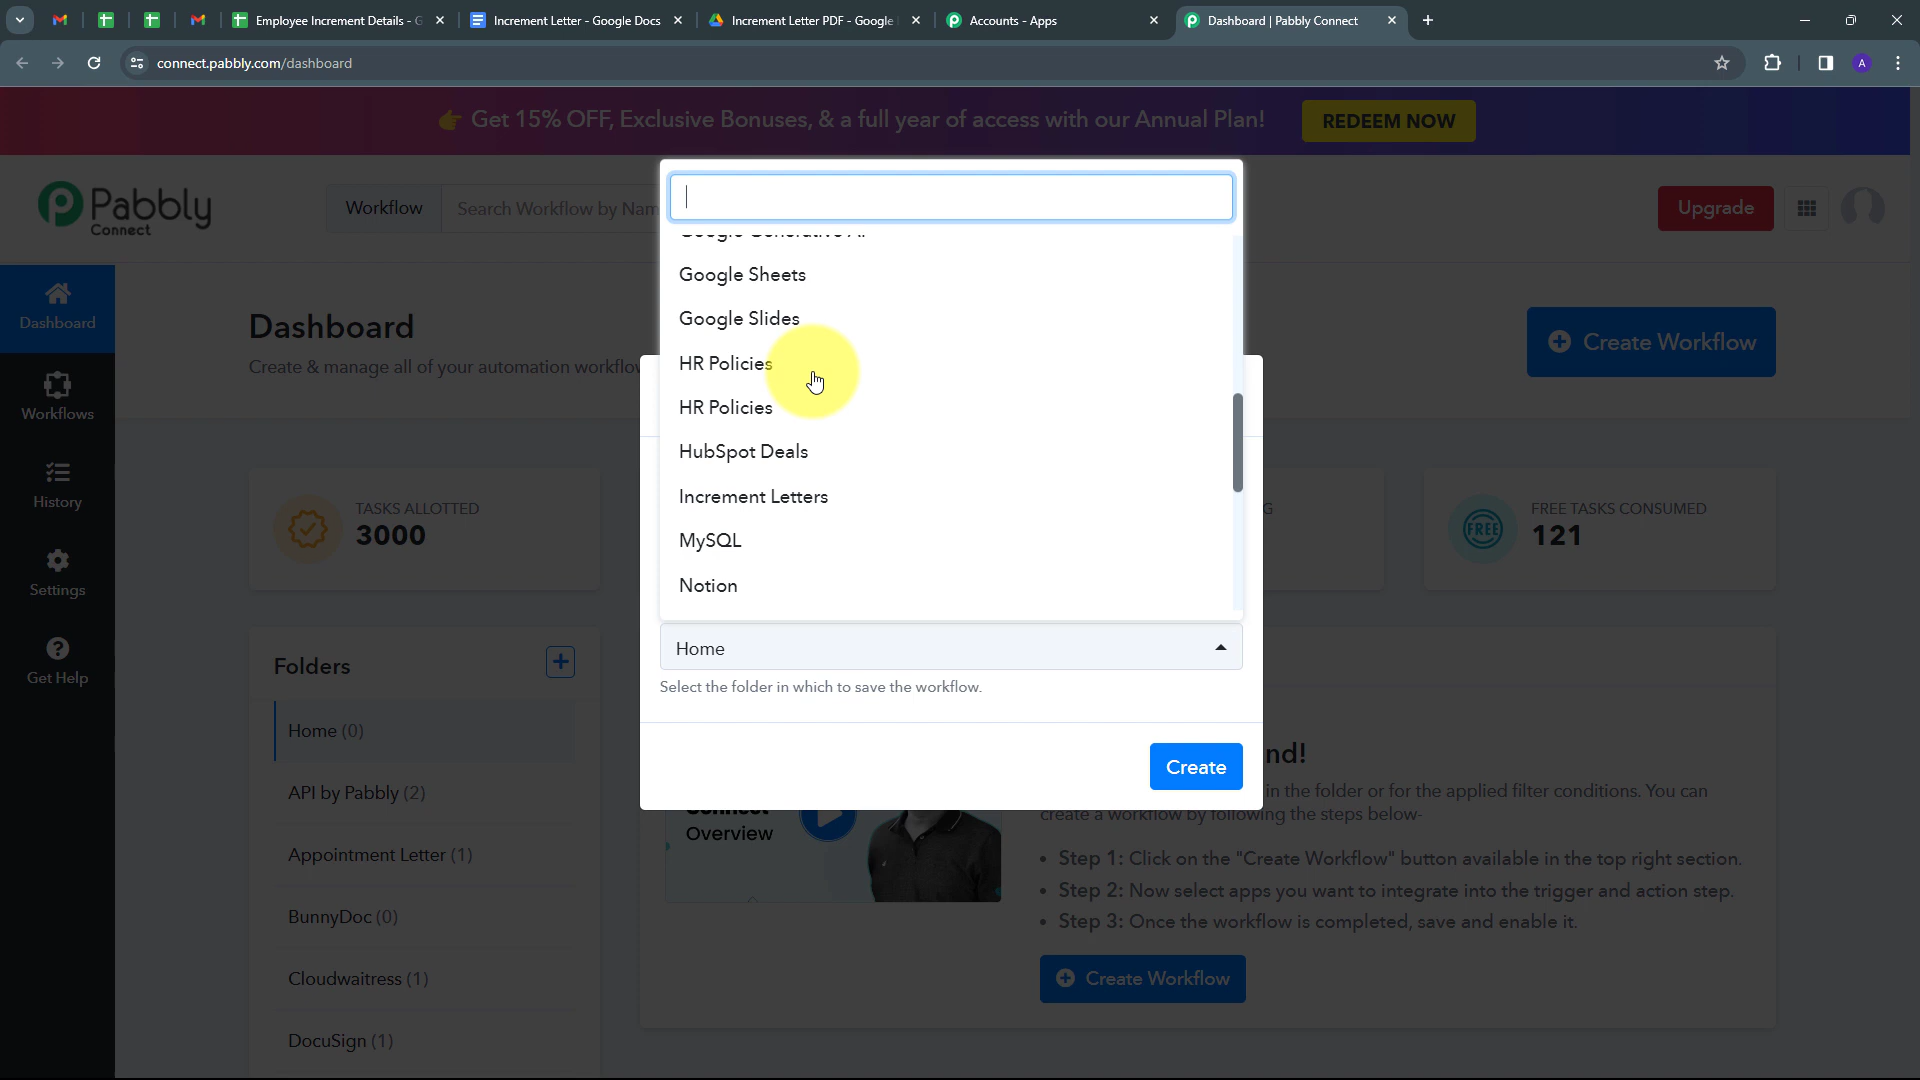 Employee Increment Details - G
Increment Letter - Google Docs
Increment Letter PDF - Google
Accounts - Apps
Dashboard | Pabbly Connect
connect.pabbly.com/dashboard
A
👉 Get 15% OFF, Exclusive Bonuses, & a full year of access with our Annual Plan!
REDEEM NOW
Pabbly
Connect
Workflow
Search Workflow by Nam
Upgrade
Google Sheets
Google Slides
HR Policies
HR Policies
HubSpot Deals
Increment Letters
MySQL
Notion
Home
Select the folder in which to save the workflow.
Create
Dashboard
Workflows
History
Settings
Get Help
Dashboard
Create & manage all of your automation workflo
Create Workflow
TASKS ALLOTTED
3000
G
FREE
FREE TASKS CONSUMED
121
Folders
Home (0)
API by Pabbly (2)
Appointment Letter (1)
BunnyDoc (0)
Cloudwaitress (1)
DocuSign (1)
Overview
nd!
in the folder or for the applied filter conditions. You can
create a workflow by following the steps below-
• Step 1: Click on the "Create Workflow" button available in the top right section.
• Step 2: Now select apps you want to integrate into the trigger and action step.
• Step 3: Once the workflow is completed, save and enable it.
Create Workflow